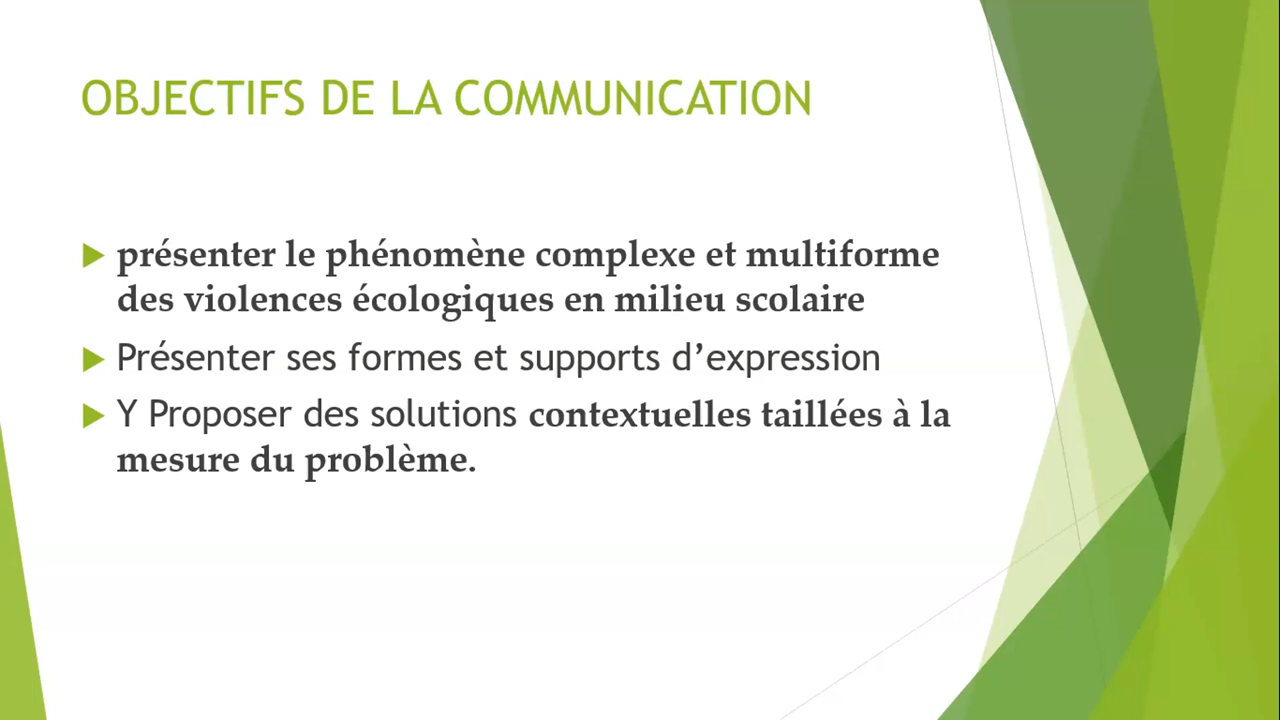 OBJECTIFS DE LA COMMUNICATION
présenter le phénomène complexe et multiforme
des violences écologiques en milieu scolaire
Présenter ses formes et supports d’expression
Y Proposer des solutions contextuelles taillées à la
mesure du problème.